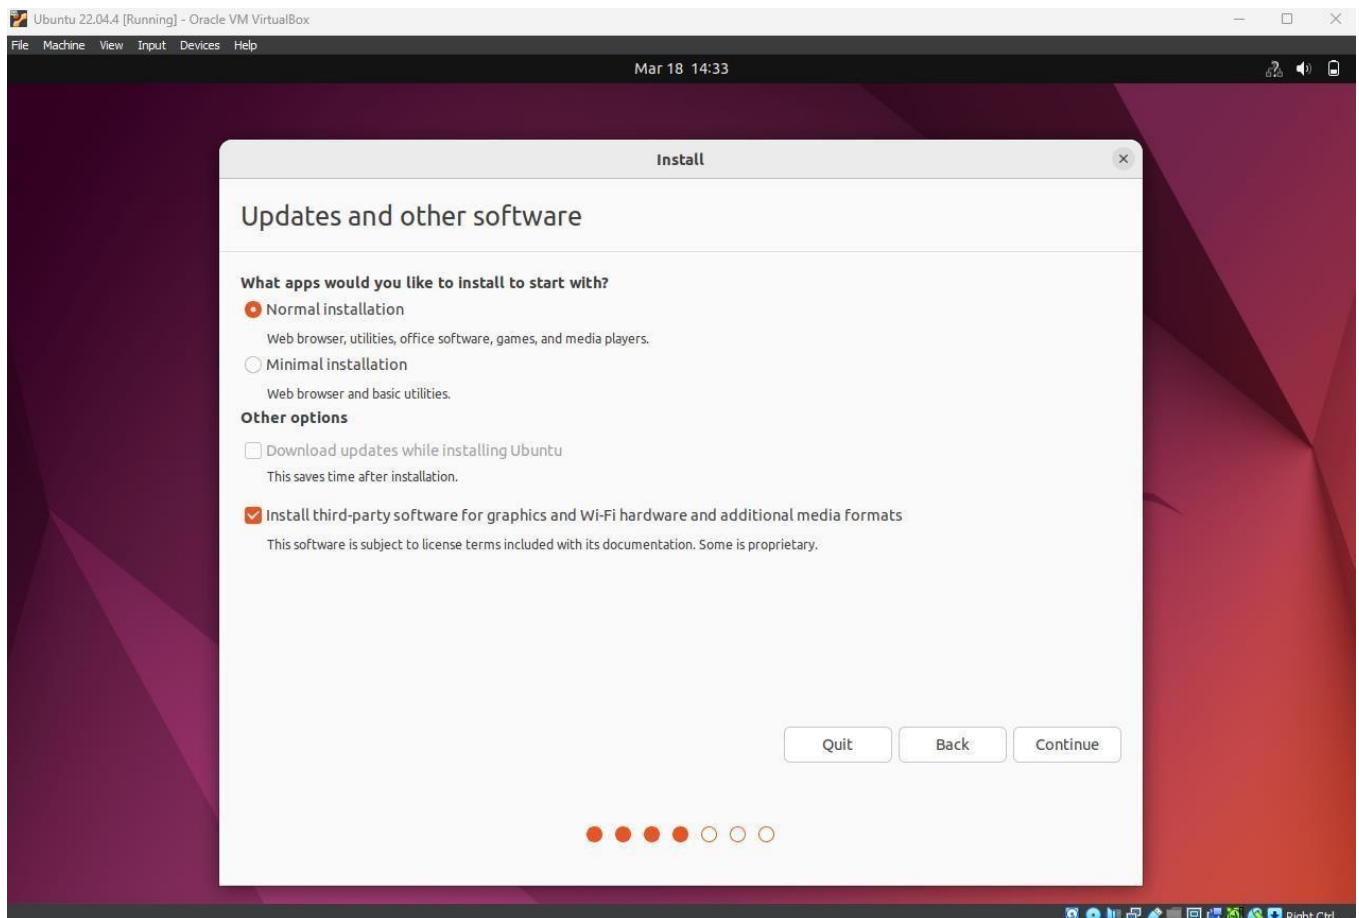 Ubuntu 22.04.4 [Running] - Oracle VM VirtualBox
File Machine View Input Devices Help
Mar 18 14:33
Install
Updates and other software
What apps would you like to install to start with?
Normal installation
Web browser, utilities, office software, games, and media players.
Minimal installation
Web browser and basic utilities.
Other options
Download updates while installing Ubuntu
This saves time after installation.
Install third-party software for graphics and Wi-Fi hardware and additional media formats
This software is subject to license terms included with its documentation. Some is proprietary.
Quit Back Continue
Right Ctrl